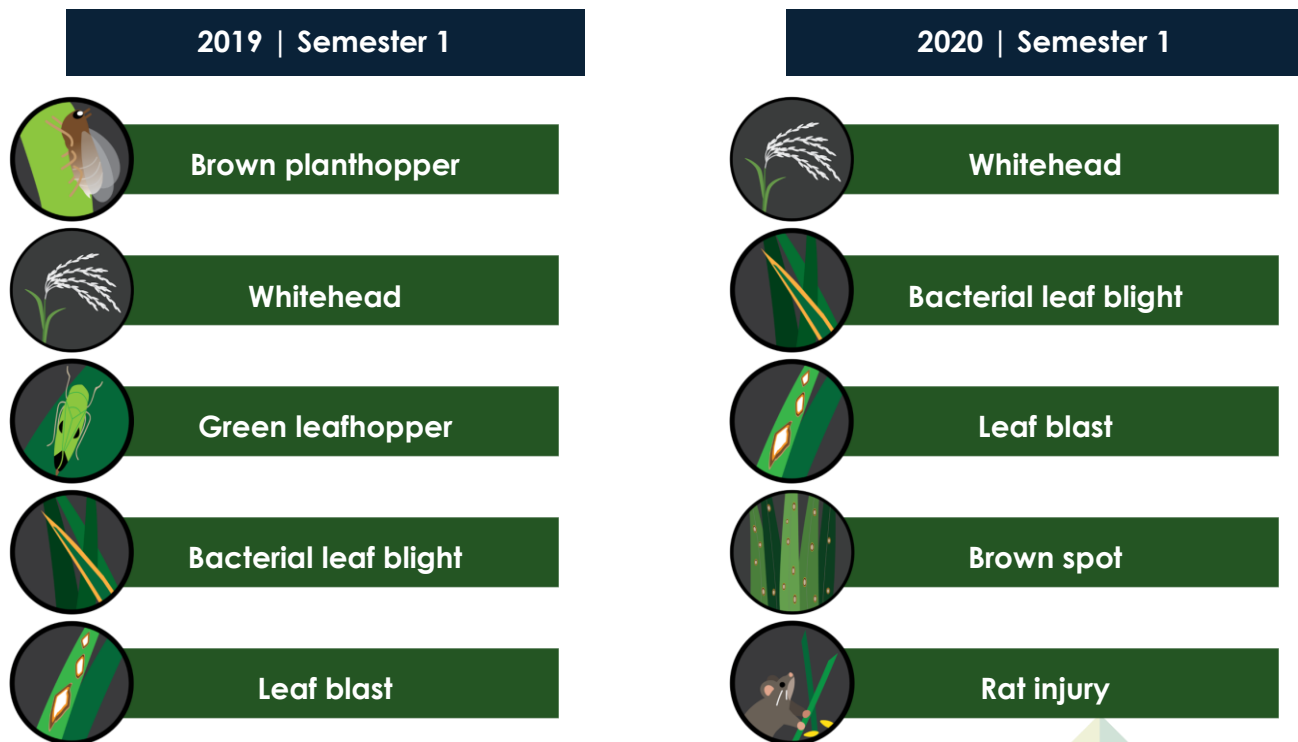 2019 | Semester 1
Brown planthopper
Whitehead
Green leafhopper
Bacterial leaf blight
Leaf blast
2020 | Semester 1
Whitehead
Bacterial leaf blight
Leaf blast
Brown spot
Rat injury